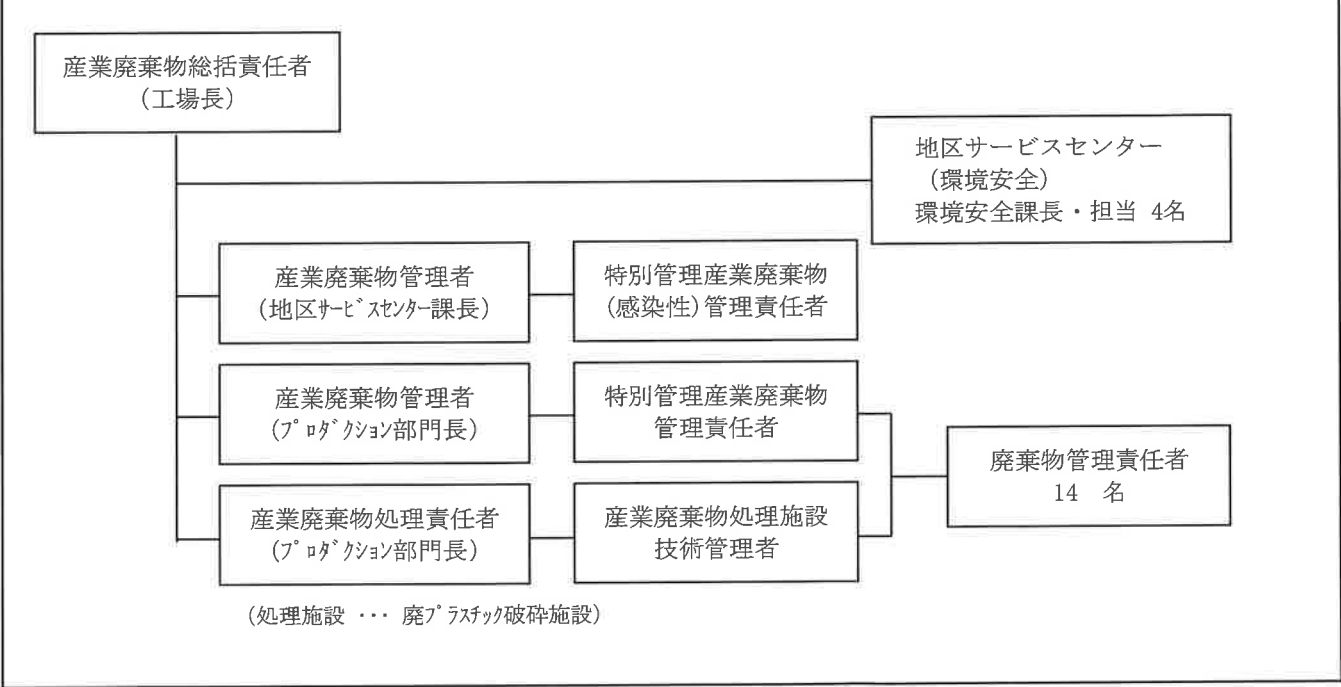 産業廃棄物総括責任者
(工場長)
地区サービスセンター
(環境安全)
環境安全課長・担当 4名
産業廃棄物管理者
(地区ｻｰﾋﾞｽｾﾝﾀｰ課長)
特別管理産業廃棄物
(感染性)管理責任者
産業廃棄物管理者
(ﾌﾟﾛﾀﾞｸｼｮﾝ部門長)
特別管理産業廃棄物
管理責任者
廃棄物管理責任者
14 名
産業廃棄物処理責任者
(ﾌﾟﾛﾀﾞｸｼｮﾝ部門長)
産業廃棄物処理施設
技術管理者
(処理施設 ･･･ 廃ﾌﾟﾗｽﾁｯｸ破砕施設)